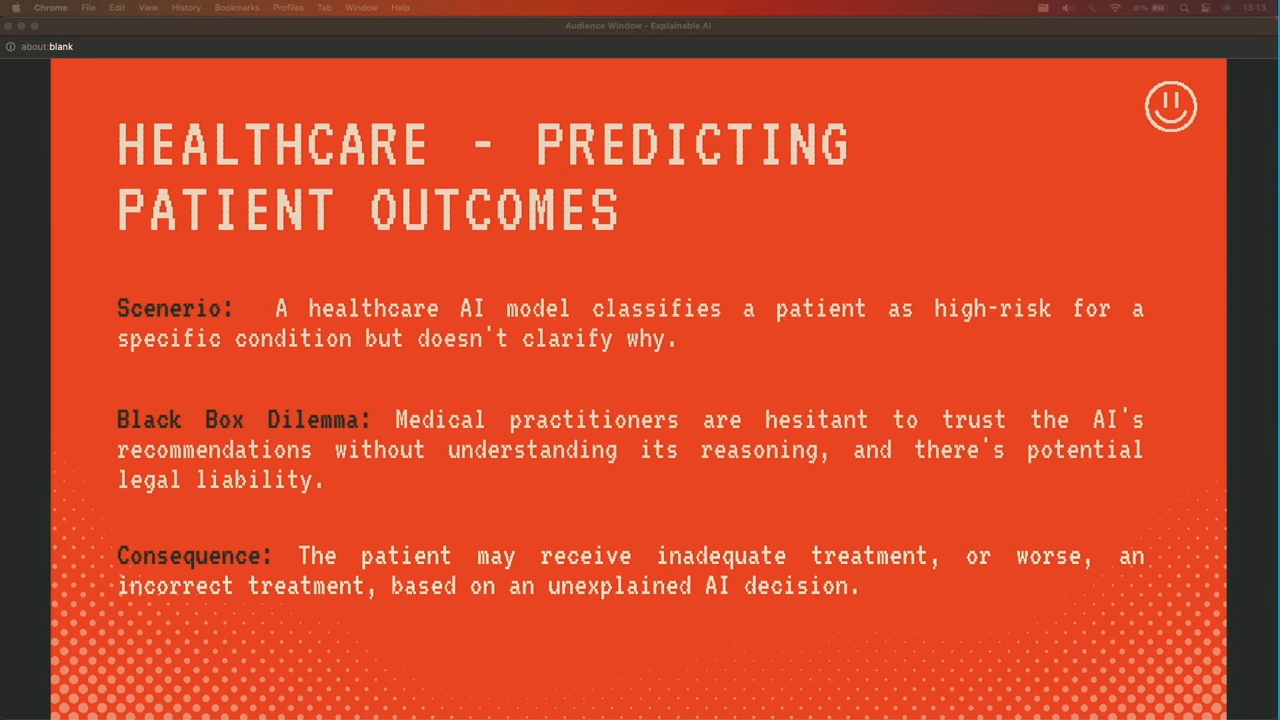 Chrome File Edit View History Bookmarks Profiles Tab Window Help 91% 13:13
Audience Window - Explainable AI
about:blank
HEALTHCARE - PREDICTING
PATIENT OUTCOMES
Scenerio: A healthcare AI model classifies a patient as high-risk for a
specific condition but doesn't clarify why.
Black Box Dilemma: Medical practitioners are hesitant to trust the AI's
recommendations without understanding its reasoning, and there's potential
legal liability.
Consequence: The patient may receive inadequate treatment, or worse, an
incorrect treatment, based on an unexplained AI decision.